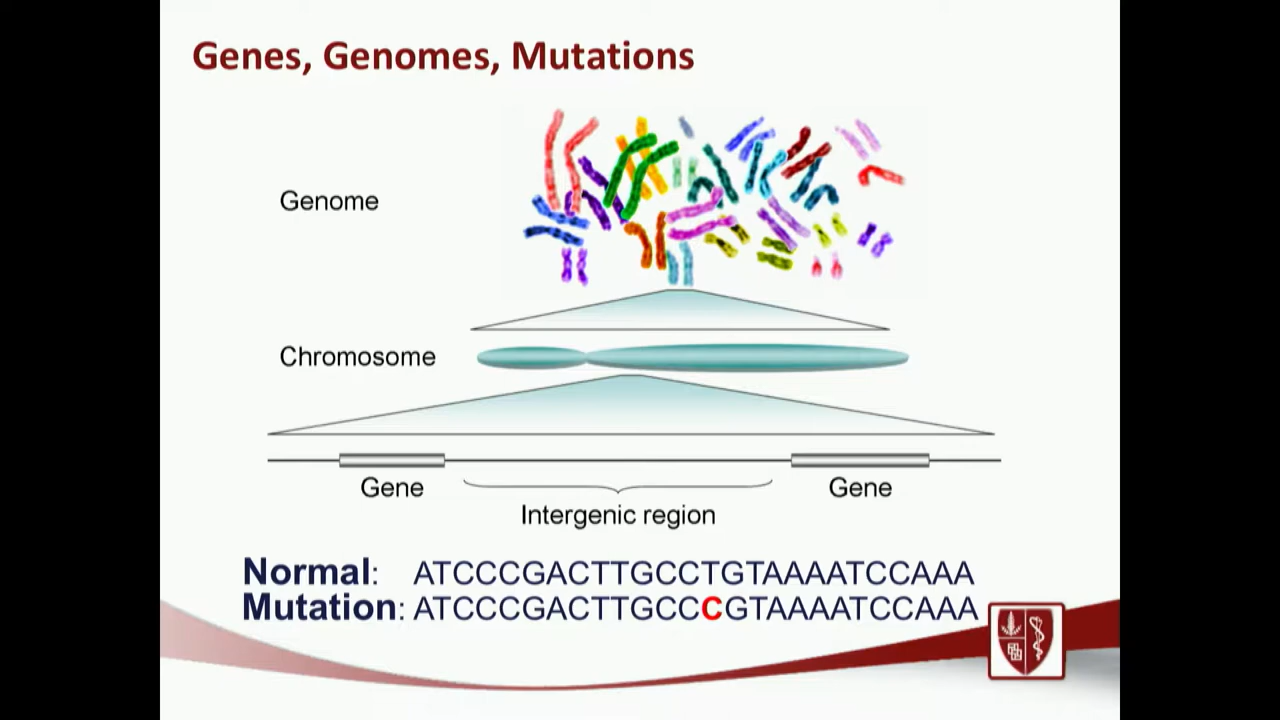 Genes, Genomes, Mutations
Genome
Chromosome
Gene
Gene
Intergenic region
Normal: ATCCCGACTTGCCTGTAAAATCCAAA
Mutation: ATCCCGACTTGCCCGTAAAATCCAAA